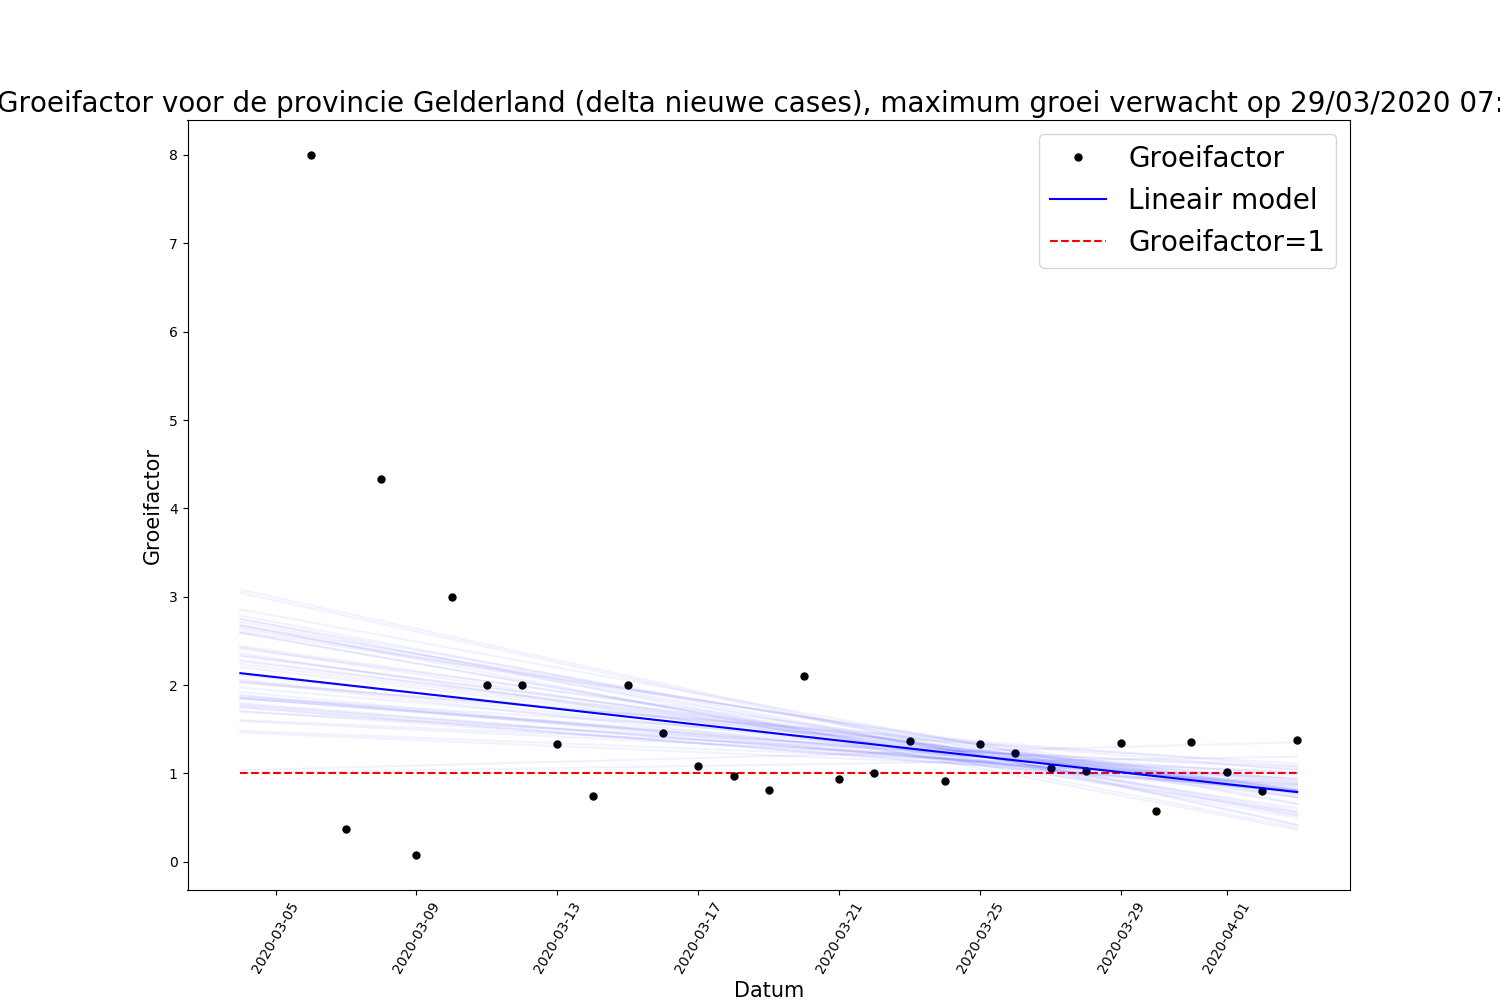 Groeifactor voor de provincie Gelderland (delta nieuwe cases), maximum groei verwacht op 29/03/2020 07:
Groeifactor
Lineair model
Groeifactor=1
8
7
6
5
4
3
2
1
0
Groeifactor
2020-03-05
2020-03-09
2020-03-13
2020-03-17
2020-03-21
2020-03-25
2020-03-29
2020-04-01
Datum